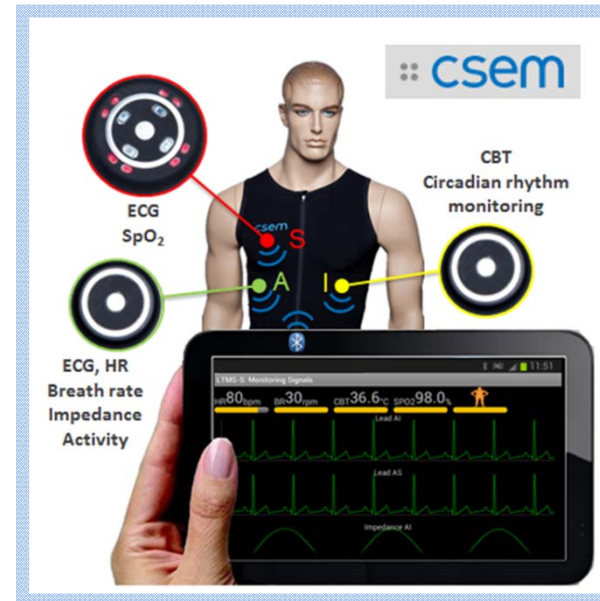 csem
ECG
SpO₂
CBT
Circadian rhythm
monitoring
csem
S
A
I
ECG, HR
Breath rate
Impedance
Activity
11:51
LTMS-S: Monitoring Signals
HR80bpm BR30rpm CBT36.6°C SPO298.0%
Lead AI
Lead AS
Impedance AI